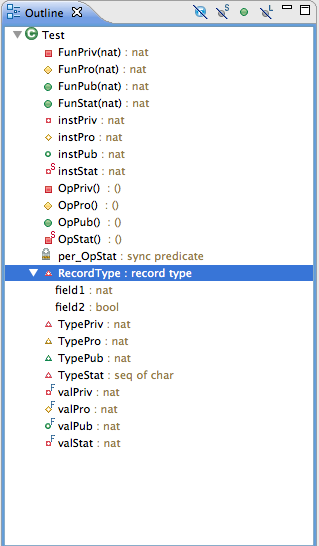 Outline
S
L
Test
FunPriv(nat) : nat
FunPro(nat) : nat
FunPub(nat) : nat
FunStat(nat) : nat
instPriv : nat
instPro : nat
instPub : nat
S instStat : nat
OpPriv() : ()
OpPro() : ()
OpPub() : ()
S OpStat() : ()
per_OpStat : sync predicate
RecordType : record type
field1 : nat
field2 : bool
TypePriv : nat
TypePro : nat
TypePub : nat
TypeStat : seq of char
F valPriv : nat
F valPro : nat
F valPub : nat
F valStat : nat